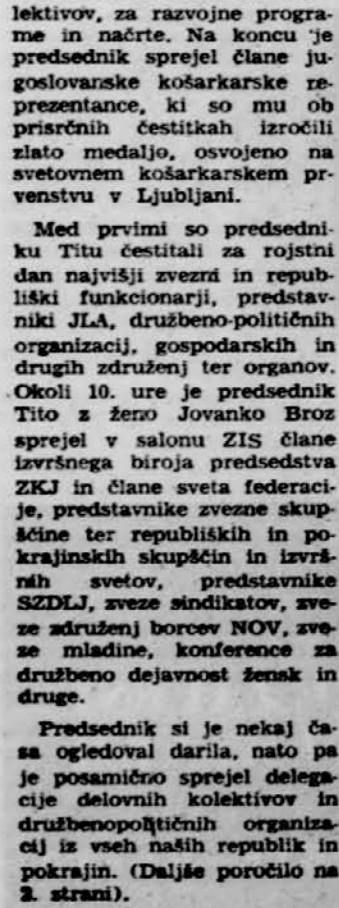 lektivov, za razvojne progra-
me in načrte. Na koncu je
predsednik sprejel člane ju-
goslovanske košarkarske re-
prezentance, ki so mu ob
prisrčnih čestitkah izročili
zlato medaljo, osvojeno na
svetovnem košarkarskem pr-
venstvu v Ljubljani.
Med prvimi so predsedni-
ku Titu čestitali za rojstni
dan najvišji zvezni in repub-
liški funkcionarji, predstav-
niki JLA, družbeno-političnih
organizacij, gospodarskih in
drugih združenj ter organov.
Okoli 10. ure je predsednik
Tito z ženo Jovanko Broz
sprejel v salonu ZIS člane
izvršnega biroja predsedstva
ZKJ in člane sveta federaci-
je, predstavnike zvezne skup-
ščine ter republiških in po-
krajinskih skupščin in izvrš-
nih svetov, predstavnike
SZDLJ, zveze sindikatov, zve-
ze združenj borcev NOV, zve-
ze mladine, konference za
družbeno dejavnost žensk in
druge.
Predsednik si je nekaj ča-
sa ogledoval darila, nato pa
je posamično sprejel delega-
cije delovnih kolektivov in
družbenopolitičnih organiza-
cij iz vseh naših republik in
pokrajin. (Daljše poročilo na
2. strani).